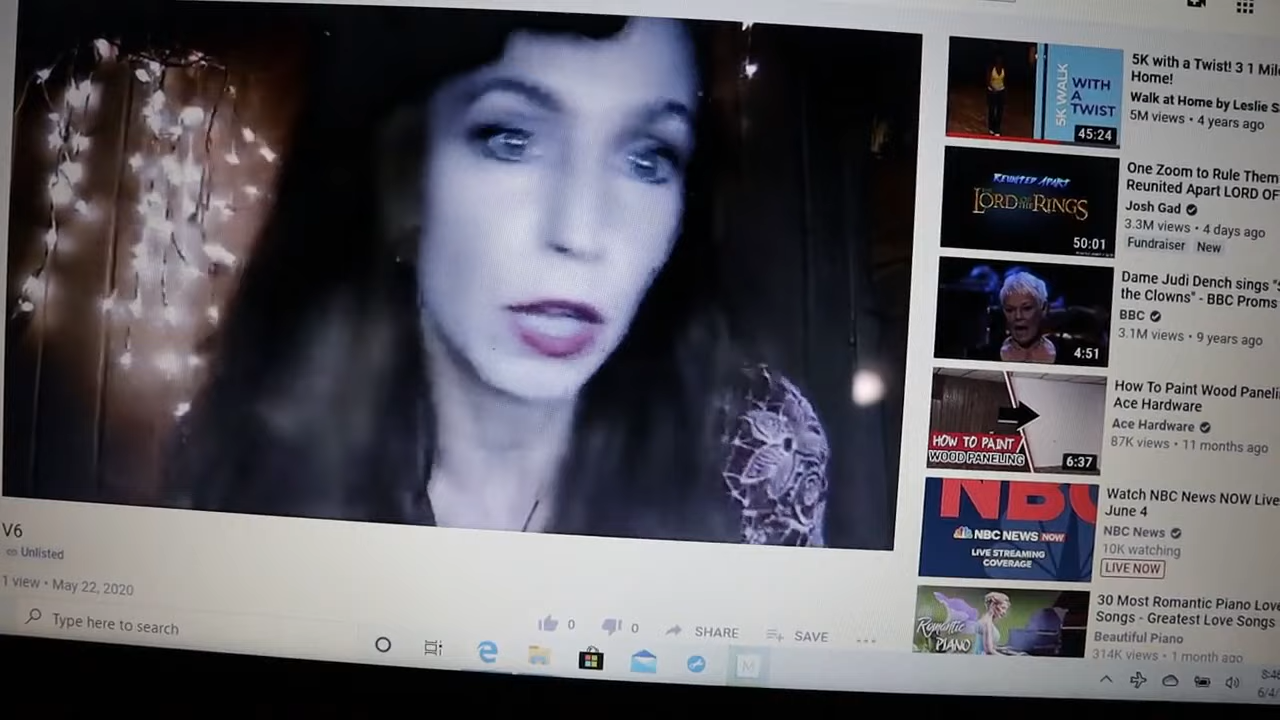 V6
Unlisted
1 view • May 22, 2020
0
0
SHARE
SAVE
Type here to search
5K WALK
WITH
A
TWIST
45:24
5K with a Twist! 3 1 Mile
Home!
Walk at Home by Leslie S
5M views • 4 years ago
REUNITED APART
THE
LORD OF THE RINGS
50:01
One Zoom to Rule Them
Reunited Apart LORD OF
Josh Gad
3.3M views • 4 days ago
Fundraiser New
4:51
Dame Judi Dench sings "S
the Clowns" - BBC Proms
BBC
3.1M views • 9 years ago
HOW TO PAINT
WOOD PANELING
6:37
How To Paint Wood Paneli
Ace Hardware
Ace Hardware
87K views • 11 months ago
NBC
NBC NEWS NOW
LIVE STREAMING
COVERAGE
Watch NBC News NOW Live
June 4
NBC News
10K watching
LIVE NOW
Romantic
PIANO
30 Most Romantic Piano Love
Songs - Greatest Love Songs
Beautiful Piano
314K views • 1 month ago
M
8:46
6/4/